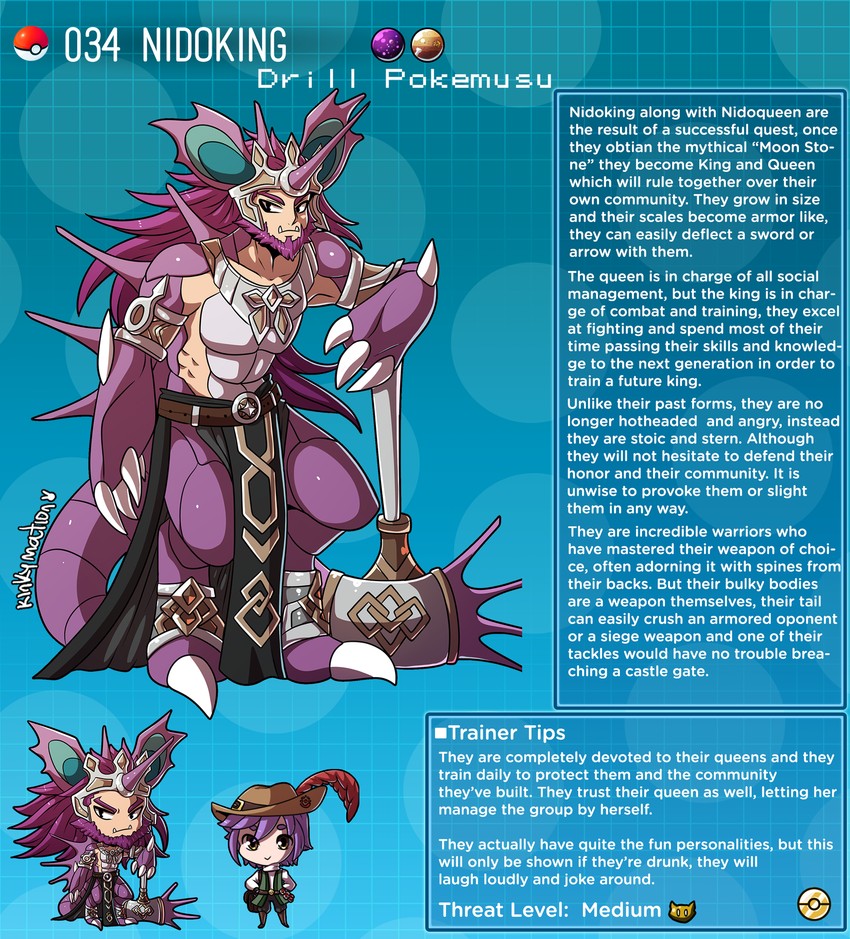 034 NIDOKING
Drill Pokemusu
Nidoking along with Nidoqueen are
the result of a successful quest, once
they obtian the mythical “Moon Sto-
ne” they become King and Queen
which will rule together over their
own community. They grow in size
and their scales become armor like,
they can easily deflect a sword or
arrow with them.
The queen is in charge of all social
management, but the king is in char-
ge of combat and training, they excel
at fighting and spend most of their
time passing their skills and knowled-
ge to the next generation in order to
train a future king.
Unlike their past forms, they are no
longer hotheaded and angry, instead
they are stoic and stern. Although
they will not hesitate to defend their
honor and their community. It is
unwise to provoke them or slight
them in any way.
They are incredible warriors who
have mastered their weapon of choi-
ce, often adorning it with spines from
their backs. But their bulky bodies
are a weapon themselves, their tail
can easily crush an armored oponent
or a siege weapon and one of their
tackles would have no trouble brea-
ching a castle gate.
Kinkymation
Trainer Tips
They are completely devoted to their queens and they
train daily to protect them and the community
they’ve built. They trust their queen as well, letting her
manage the group by herself.
They actually have quite the fun personalities, but this
will only be shown if they’re drunk, they will
laugh loudly and joke around.
Threat Level: Medium